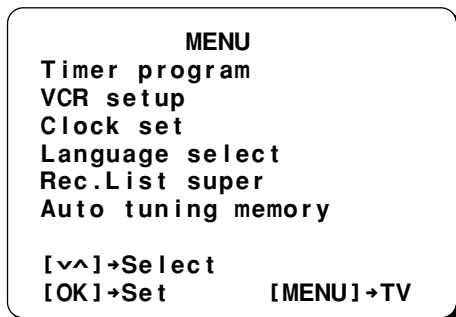 MENU
Timer program
VCR setup
Clock set
Language select
Rec.List super
Auto tuning memory
[∨∧]→Select
[OK]→Set [MENU]→TV